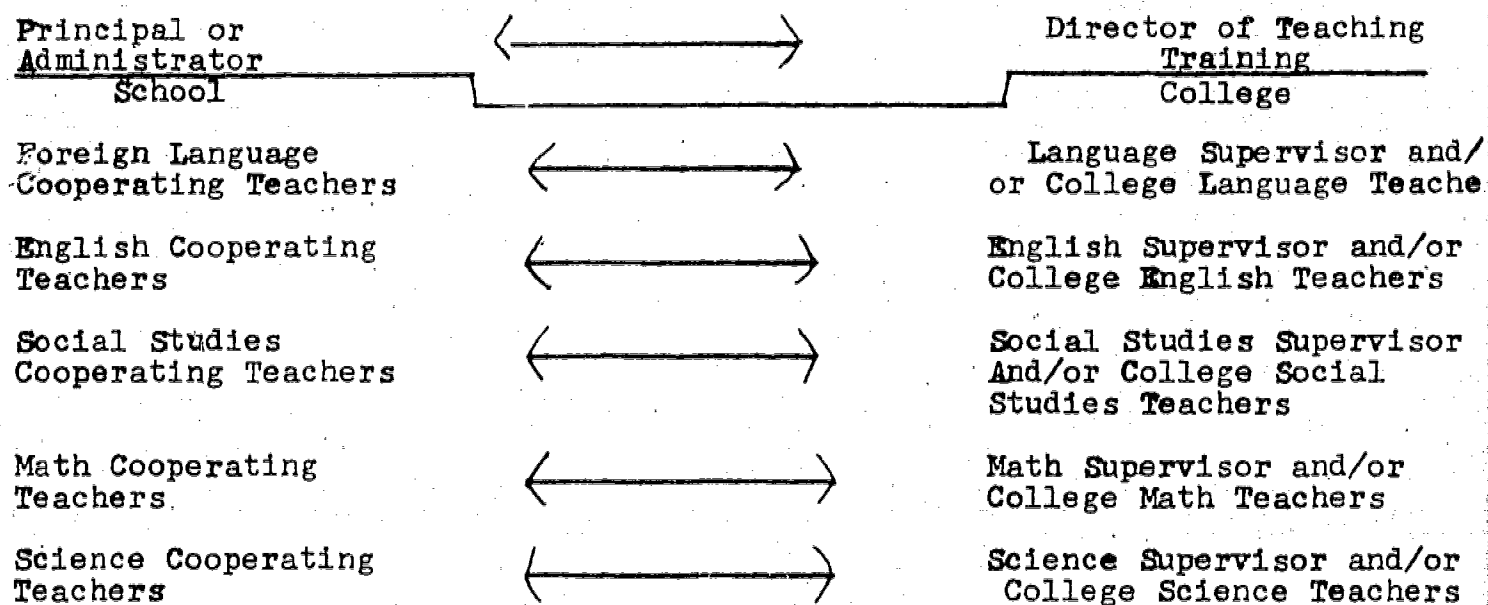 Principal or
Administrator
School
Director of Teaching
Training
College
Foreign Language
Cooperating Teachers
Language Supervisor and/
or College Language Teache
English Cooperating
Teachers
English Supervisor and/or
College English Teachers
Social Studies
Cooperating Teachers
Social Studies Supervisor
And/or College Social
Studies Teachers
Math Cooperating
Teachers.
Math Supervisor and/or
College Math Teachers
Science Cooperating
Teachers
Science Supervisor and/or
College Science Teachers